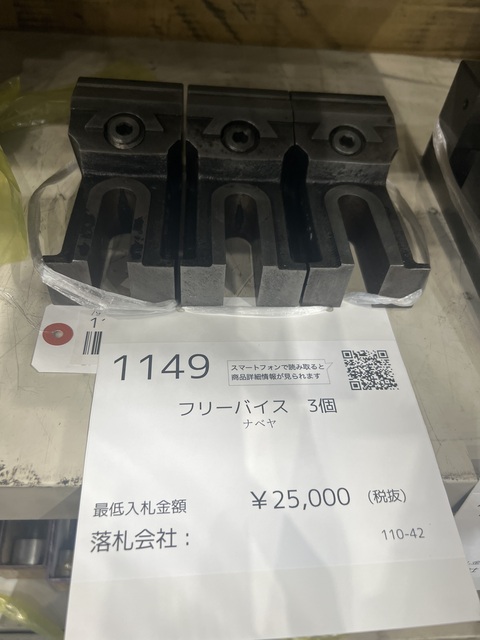 1149
スマートフォンで読み取ると
商品詳細情報が見られます
フリーバイス 3個
ナベヤ
最低入札金額 ￥25,000 (税抜)
落札会社：
110-42